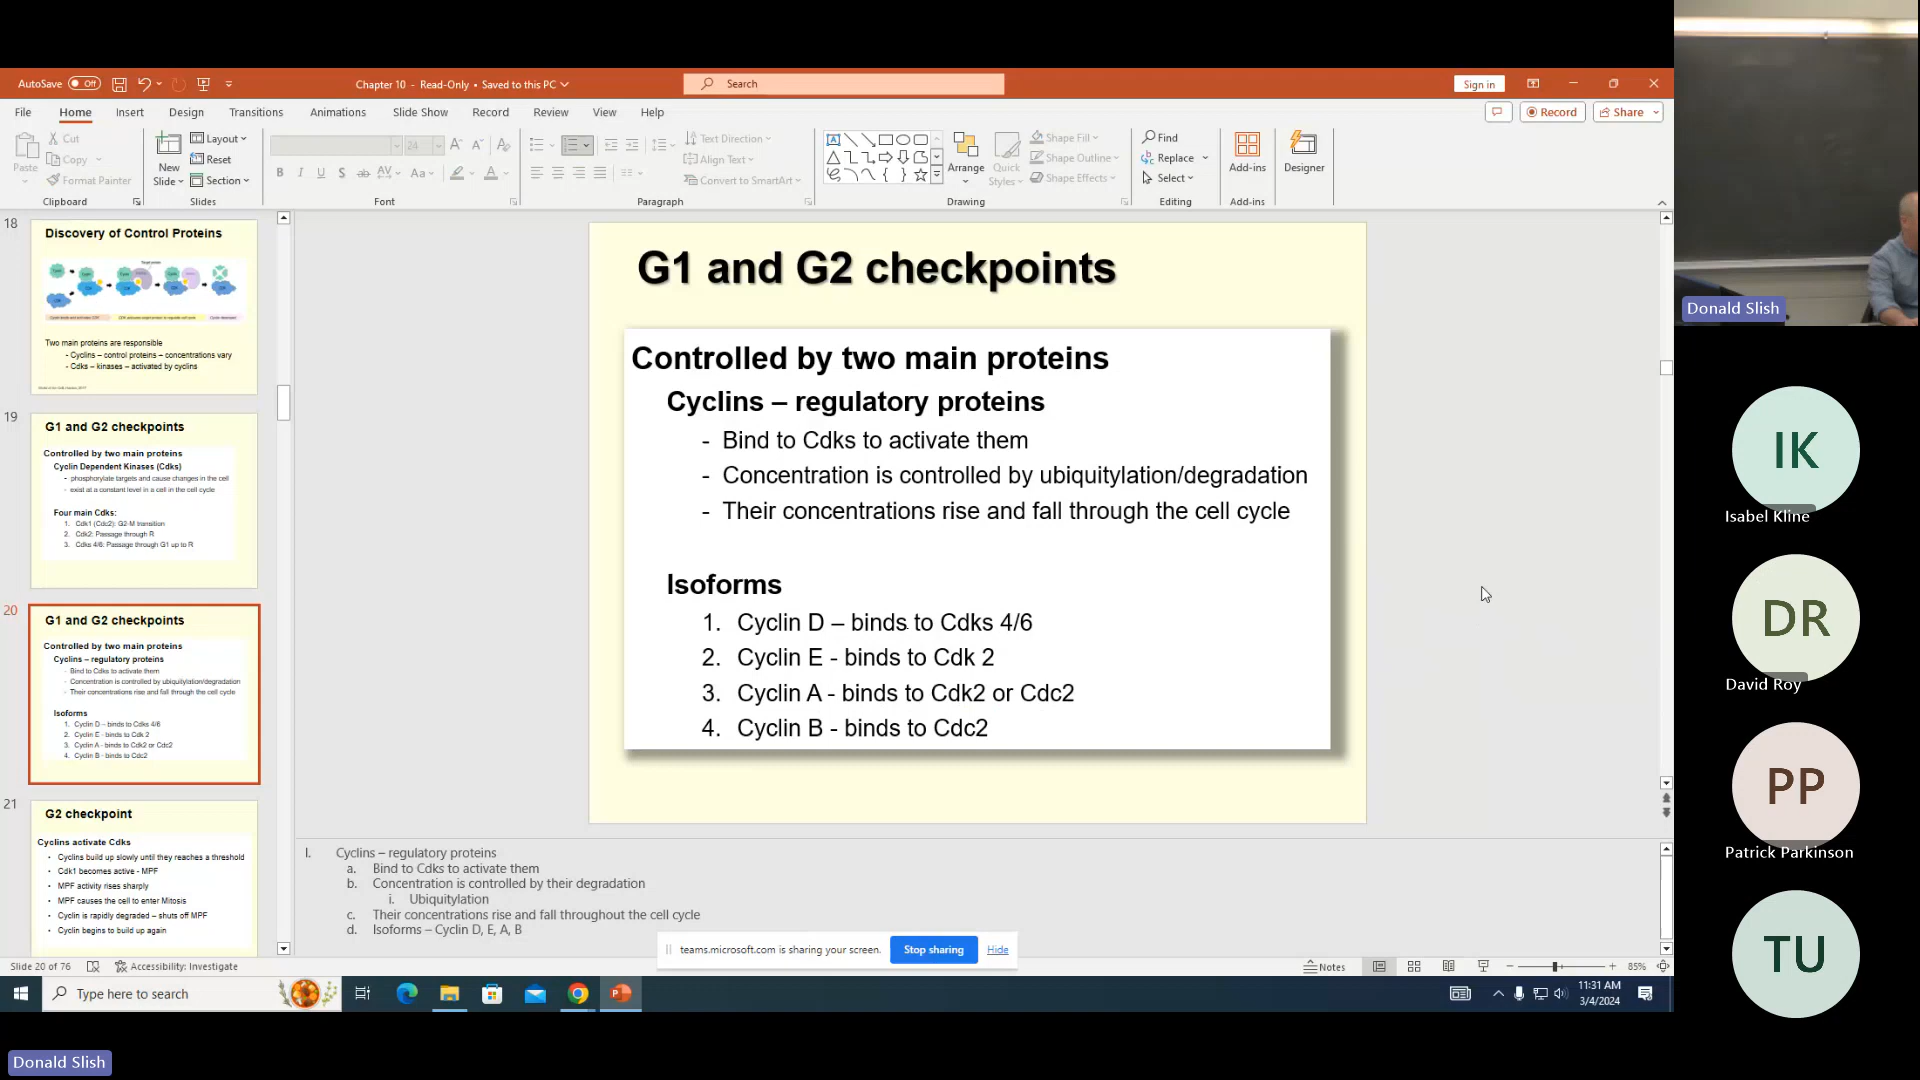 AutoSave Off
Chapter 10 - Read-Only • Saved to this PC
Search
Sign in
File Home Insert Design Transitions Animations Slide Show Record Review View Help
Record
Share
Paste
Cut
Copy
Format Painter
Clipboard
New
Slide
Layout
Reset
Section
Slides
24
Font
Text Direction
Align Text
Convert to SmartArt
Paragraph
Arrange
Quick
Styles
Shape Fill
Shape Outline
Shape Effects
Drawing
Find
Replace
Select
Editing
Add-ins
Add-ins
Designer
18
Discovery of Control Proteins
Two main proteins are responsible
- Cyclins – control proteins – concentrations vary
- Cdks – kinases – activated by cyclins
19
G1 and G2 checkpoints
Controlled by two main proteins
Cyclin Dependent Kinases (Cdks)
- phosphorylate targets and cause changes in the cell
- exist at a constant level in a cell in the cell cycle
Four main Cdks:
1. Cdk1 (Cdc2): G2-M transition
2. Cdk2: Passage through R
3. Cdks 4/6: Passage through G1 up to R
20
G1 and G2 checkpoints
Controlled by two main proteins
Cyclins – regulatory proteins
- Bind to Cdks to activate them
- Concentration is controlled by ubiquitylation/degradation
- Their concentrations rise and fall through the cell cycle
Isoforms
1. Cyclin D – binds to Cdks 4/6
2. Cyclin E - binds to Cdk 2
3. Cyclin A - binds to Cdk2 or Cdc2
4. Cyclin B - binds to Cdc2
21
G2 checkpoint
Cyclins activate Cdks
• Cyclins build up slowly until they reaches a threshold
• Cdk1 becomes active - MPF
• MPF activity rises sharply
• MPF causes the cell to enter Mitosis
• Cyclin is rapidly degraded – shuts off MPF
• Cyclin begins to build up again
G1 and G2 checkpoints
Controlled by two main proteins
Cyclins – regulatory proteins
- Bind to Cdks to activate them
- Concentration is controlled by ubiquitylation/degradation
- Their concentrations rise and fall through the cell cycle
Isoforms
1. Cyclin D – binds to Cdks 4/6
2. Cyclin E - binds to Cdk 2
3. Cyclin A - binds to Cdk2 or Cdc2
4. Cyclin B - binds to Cdc2
I. Cyclins – regulatory proteins
a. Bind to Cdks to activate them
b. Concentration is controlled by their degradation
i. Ubiquitylation
c. Their concentrations rise and fall throughout the cell cycle
d. Isoforms – Cyclin D, E, A, B
teams.microsoft.com is sharing your screen. Stop sharing Hide
Slide 20 of 76 Accessibility: Investigate
Notes
85%
Type here to search
11:31 AM
3/4/2024
Donald Slish
IK
Isabel Kline
DR
David Roy
PP
Patrick Parkinson
TU
Donald Slish